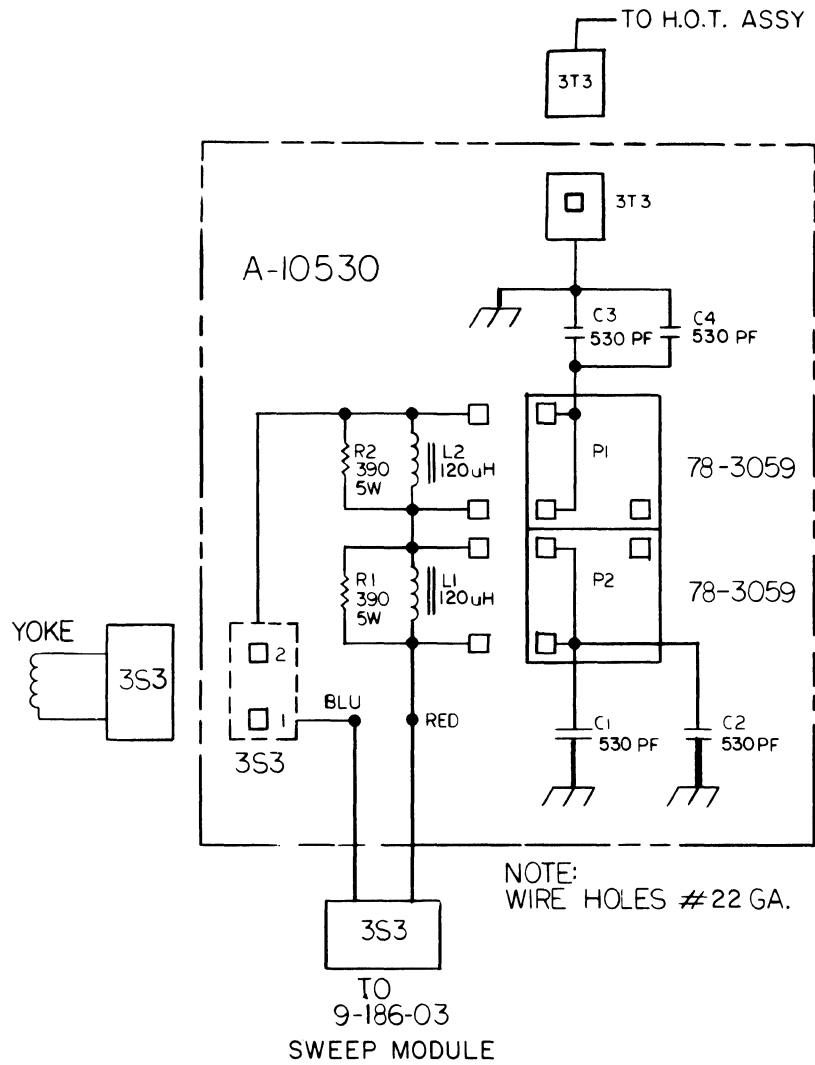 TO H.O.T. ASSY
3T3
3T3
A-10530
C3
530 PF
C4
530 PF
R2
390
5W
L2
120uH
P1
78-3059
R1
390
5W
L1
120uH
P2
78-3059
YOKE
3S3
2
1
3S3
BLU
RED
C1
530 PF
C2
530PF
NOTE:
WIRE HOLES #22 GA.
3S3
TO
9-186-03
SWEEP MODULE